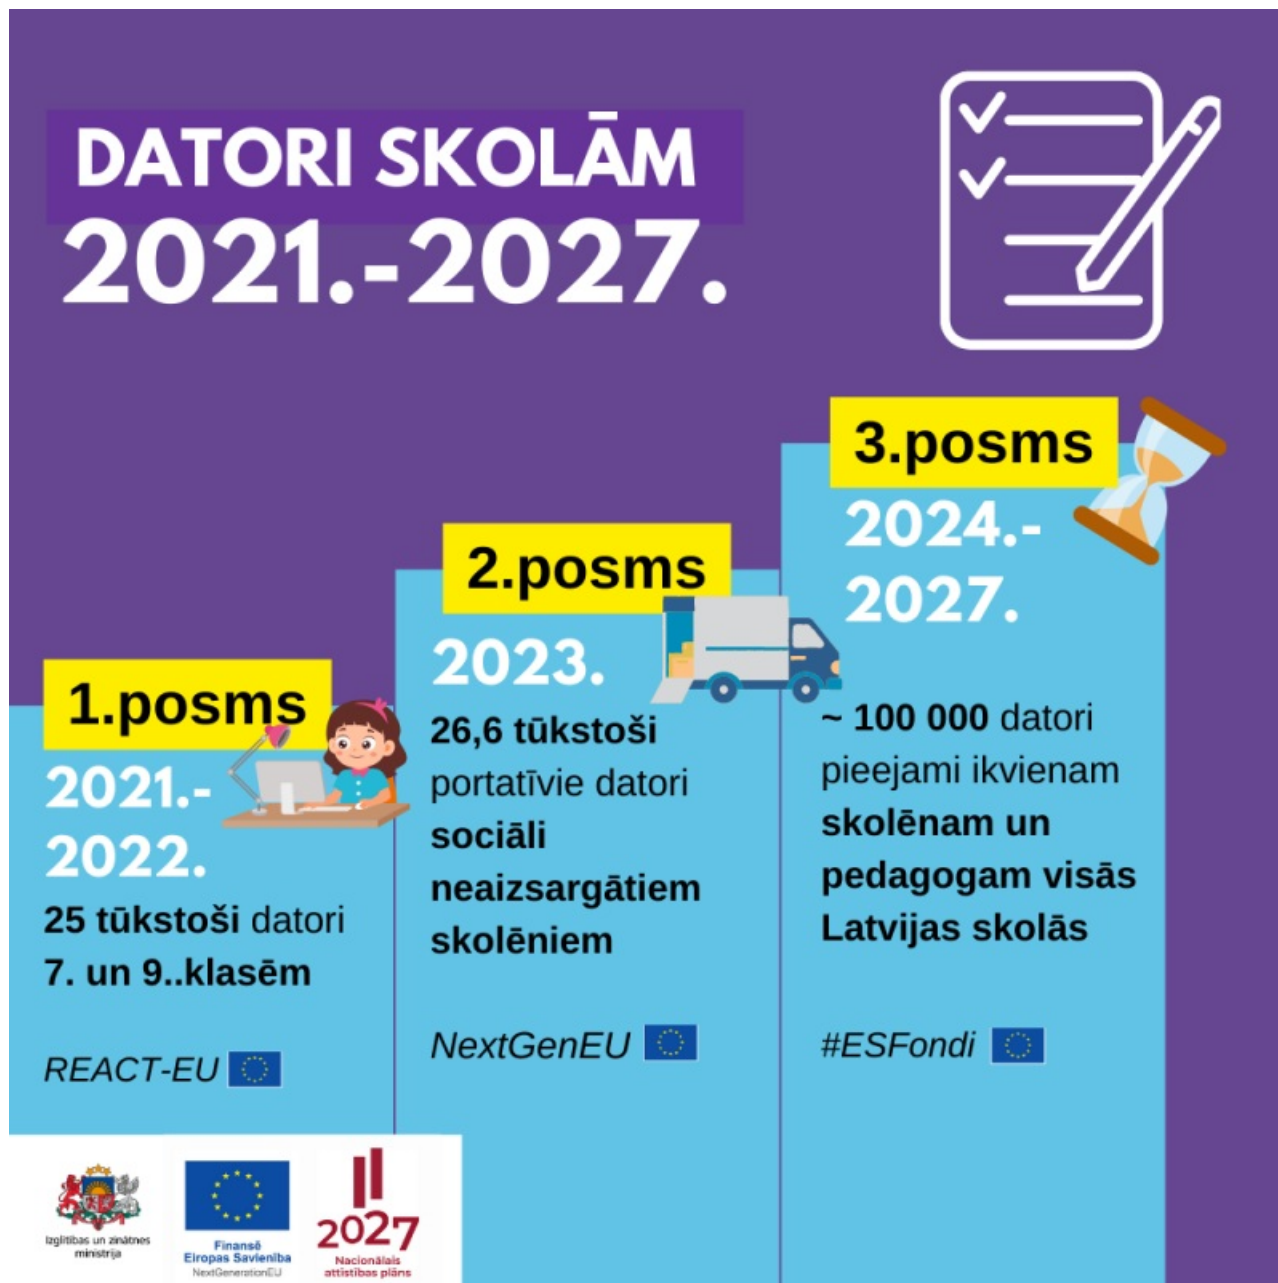 DATORI SKOLĀM
2021.-2027.
1.posms
2021.-
2022.
25 tūkstoši datori
7. un 9..klasēm
REACT-EU
2.posms
2023.
26,6 tūkstoši
portatīvie datori
sociāli
neaizsargātiem
skolēniem
NextGenEU
3.posms
2024.-
2027.
~ 100 000 datori
pieejami ikvienam
skolēnam un
pedagogam visās
Latvijas skolās
#ESFondi
Izglītības un zinātnes
ministrija
Finansē
Eiropas Savienība
NextGenerationEU
2027
Nacionālais
attīstības plāns